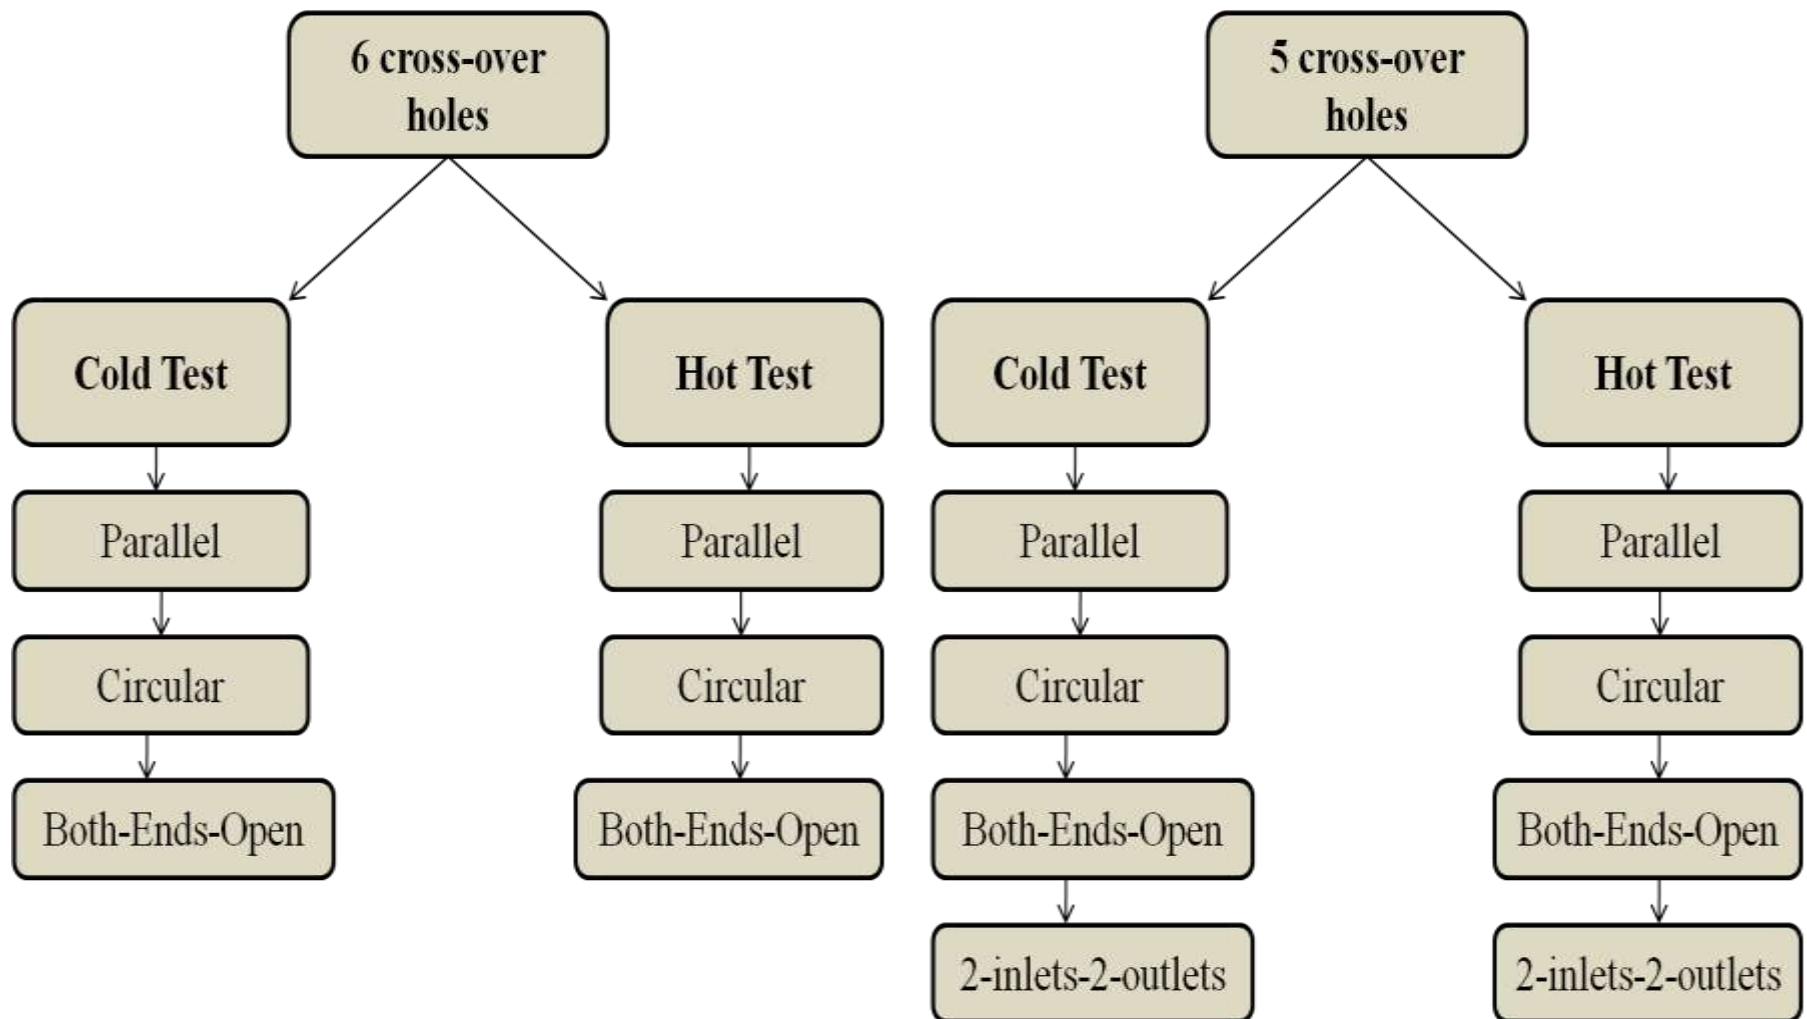 6 cross-over
holes
5 cross-over
holes
Cold Test
Hot Test
Cold Test
Hot Test
Parallel
Parallel
Parallel
Parallel
Circular
Circular
Circular
Circular
Both-Ends-Open
Both-Ends-Open
Both-Ends-Open
Both-Ends-Open
2-inlets-2-outlets
2-inlets-2-outlets